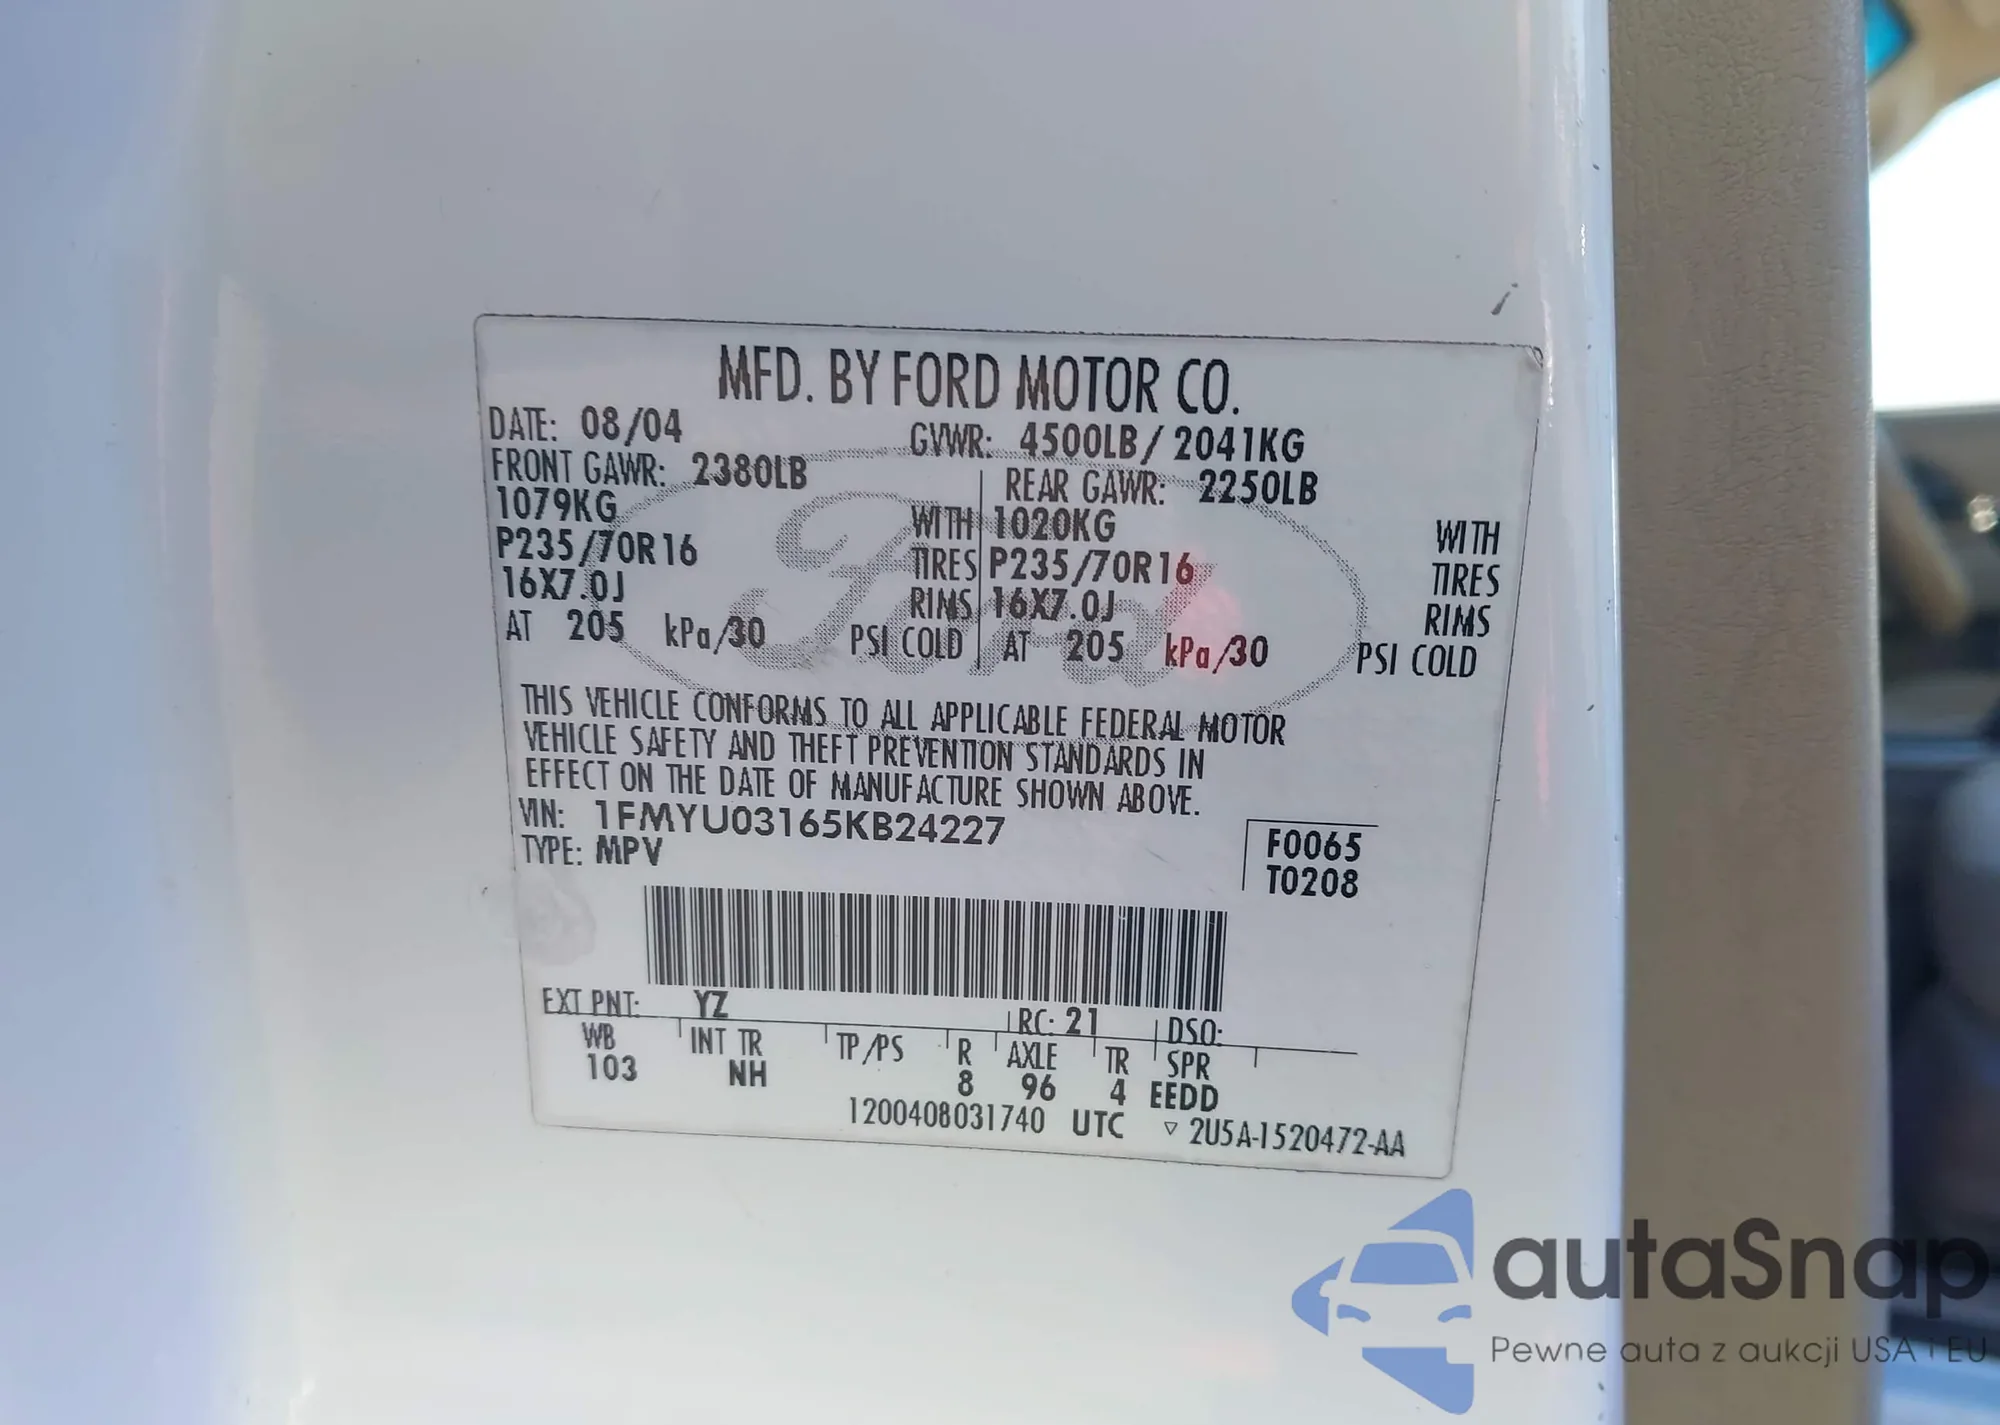 MFD. BY FORD MOTOR CO.
DATE: 08/04 GVWR: 4500LB/ 2041KG
FRONT GAWR: 2380LB REAR GAWR: 2250LB
1079KG WITH 1020KG WITH
P235/70R16 TIRES P235/70R16 TIRES
16X7.0J RIMS 16X7.0J RIMS
AT 205 kPa/30 PSI COLD AT 205 kPa/30 PSI COLD
Ford
THIS VEHICLE CONFORMS TO ALL APPLICABLE FEDERAL MOTOR
VEHICLE SAFETY AND THEFT PREVENTION STANDARDS IN
EFFECT ON THE DATE OF MANUFACTURE SHOWN ABOVE.
VIN: 1FMYU03165KB24227
TYPE: MPV
F0065
T0208
EXT PNT: YZ RC: 21 DSO:
WB INT TR TP/PS R AXLE TR SPR
103 NH 8 96 4 EEDD
1200408031740 UTC ▽ 2U5A-1520472-AA
autaSnap
Pewne auta z aukcji USA i EU